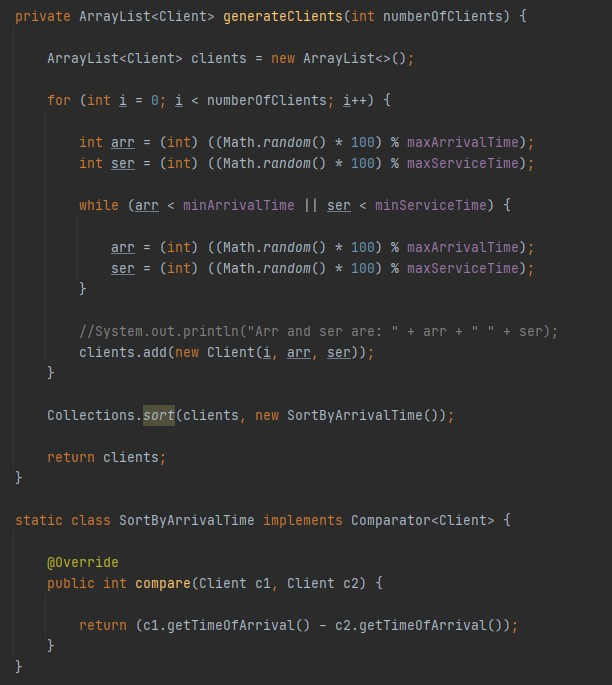 private ArrayList<Client> generateClients(int numberOfClients) {
ArrayList<Client> clients = new ArrayList<>();
for (int i = 0; i < numberOfClients; i++) {
int arr = (int) ((Math.random() * 100) % maxArrivalTime);
int ser = (int) ((Math.random() * 100) % maxServiceTime);
while (arr < minArrivalTime || ser < minServiceTime) {
arr = (int) ((Math.random() * 100) % maxArrivalTime);
ser = (int) ((Math.random() * 100) % maxServiceTime);
}
//System.out.println("Arr and ser are: " + arr + " " + ser);
clients.add(new Client(i, arr, ser));
}
Collections.sort(clients, new SortByArrivalTime());
return clients;
}
static class SortByArrivalTime implements Comparator<Client> {
@Override
public int compare(Client c1, Client c2) {
return (c1.getTimeOfArrival() - c2.getTimeOfArrival());
}
}